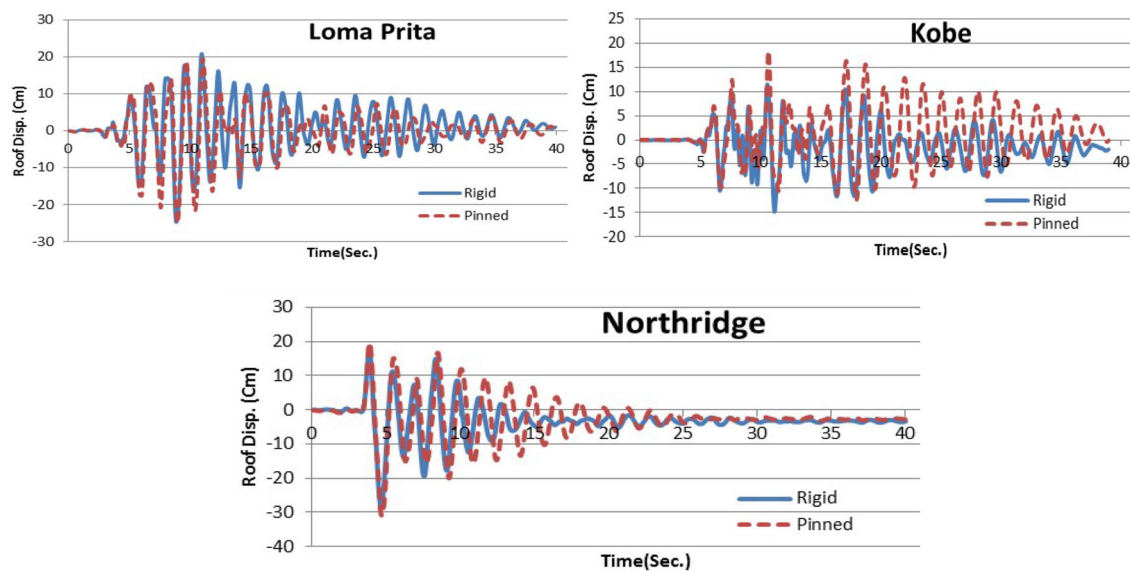 Loma Prita
Roof Disp. (Cm)
30
20
10
0
-10
-20
-30
0 5 10 15 20 25 30 35 40
Rigid
Pinned
Time(Sec.)
Kobe
Roof Disp. (Cm)
25
20
15
10
5
0
-5
-10
-15
-20
0 5 10 15 20 25 30 35 40
Rigid
Pinned
Time(Sec.)
Northridge
Roof Disp. (Cm)
30
20
10
0
-10
-20
-30
-40
0 5 10 15 20 25 30 35 40
Rigid
Pinned
Time(Sec.)